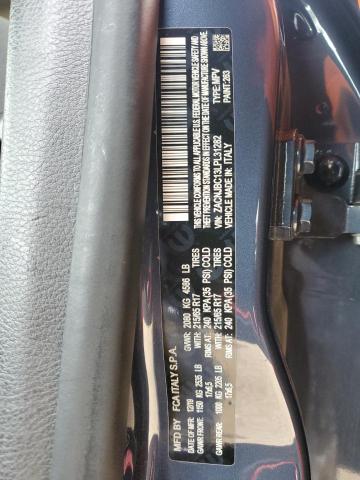 MFD BY FCA ITALY S.P.A.
DATE OF MFR: 12/19 GVWR: 2080 KG 4586 LB
GAWR FRONT: 1150 KG 2535 LB WITH: 215/65 R17 TIRES
17x6.5 RIMS AT: 240 KPA(35 PSI) COLD
GAWR REAR: 1000 KG 2205 LB WITH: 215/65 R17 TIRES
17x6.5 RIMS AT: 240 KPA(35 PSI) COLD
THIS VEHICLE CONFORMS TO ALL APPLICABLE U.S. FEDERAL MOTOR VEHICLE SAFETY, BUMPER, AND THEFT PREVENTION
STANDARDS IN EFFECT ON THE DATE OF MANUFACTURE SHOWN ABOVE.
VIN: ZACNJBC13LPL31282 TYPE: MPV
VEHICLE MADE IN: ITALY PAINT: 283